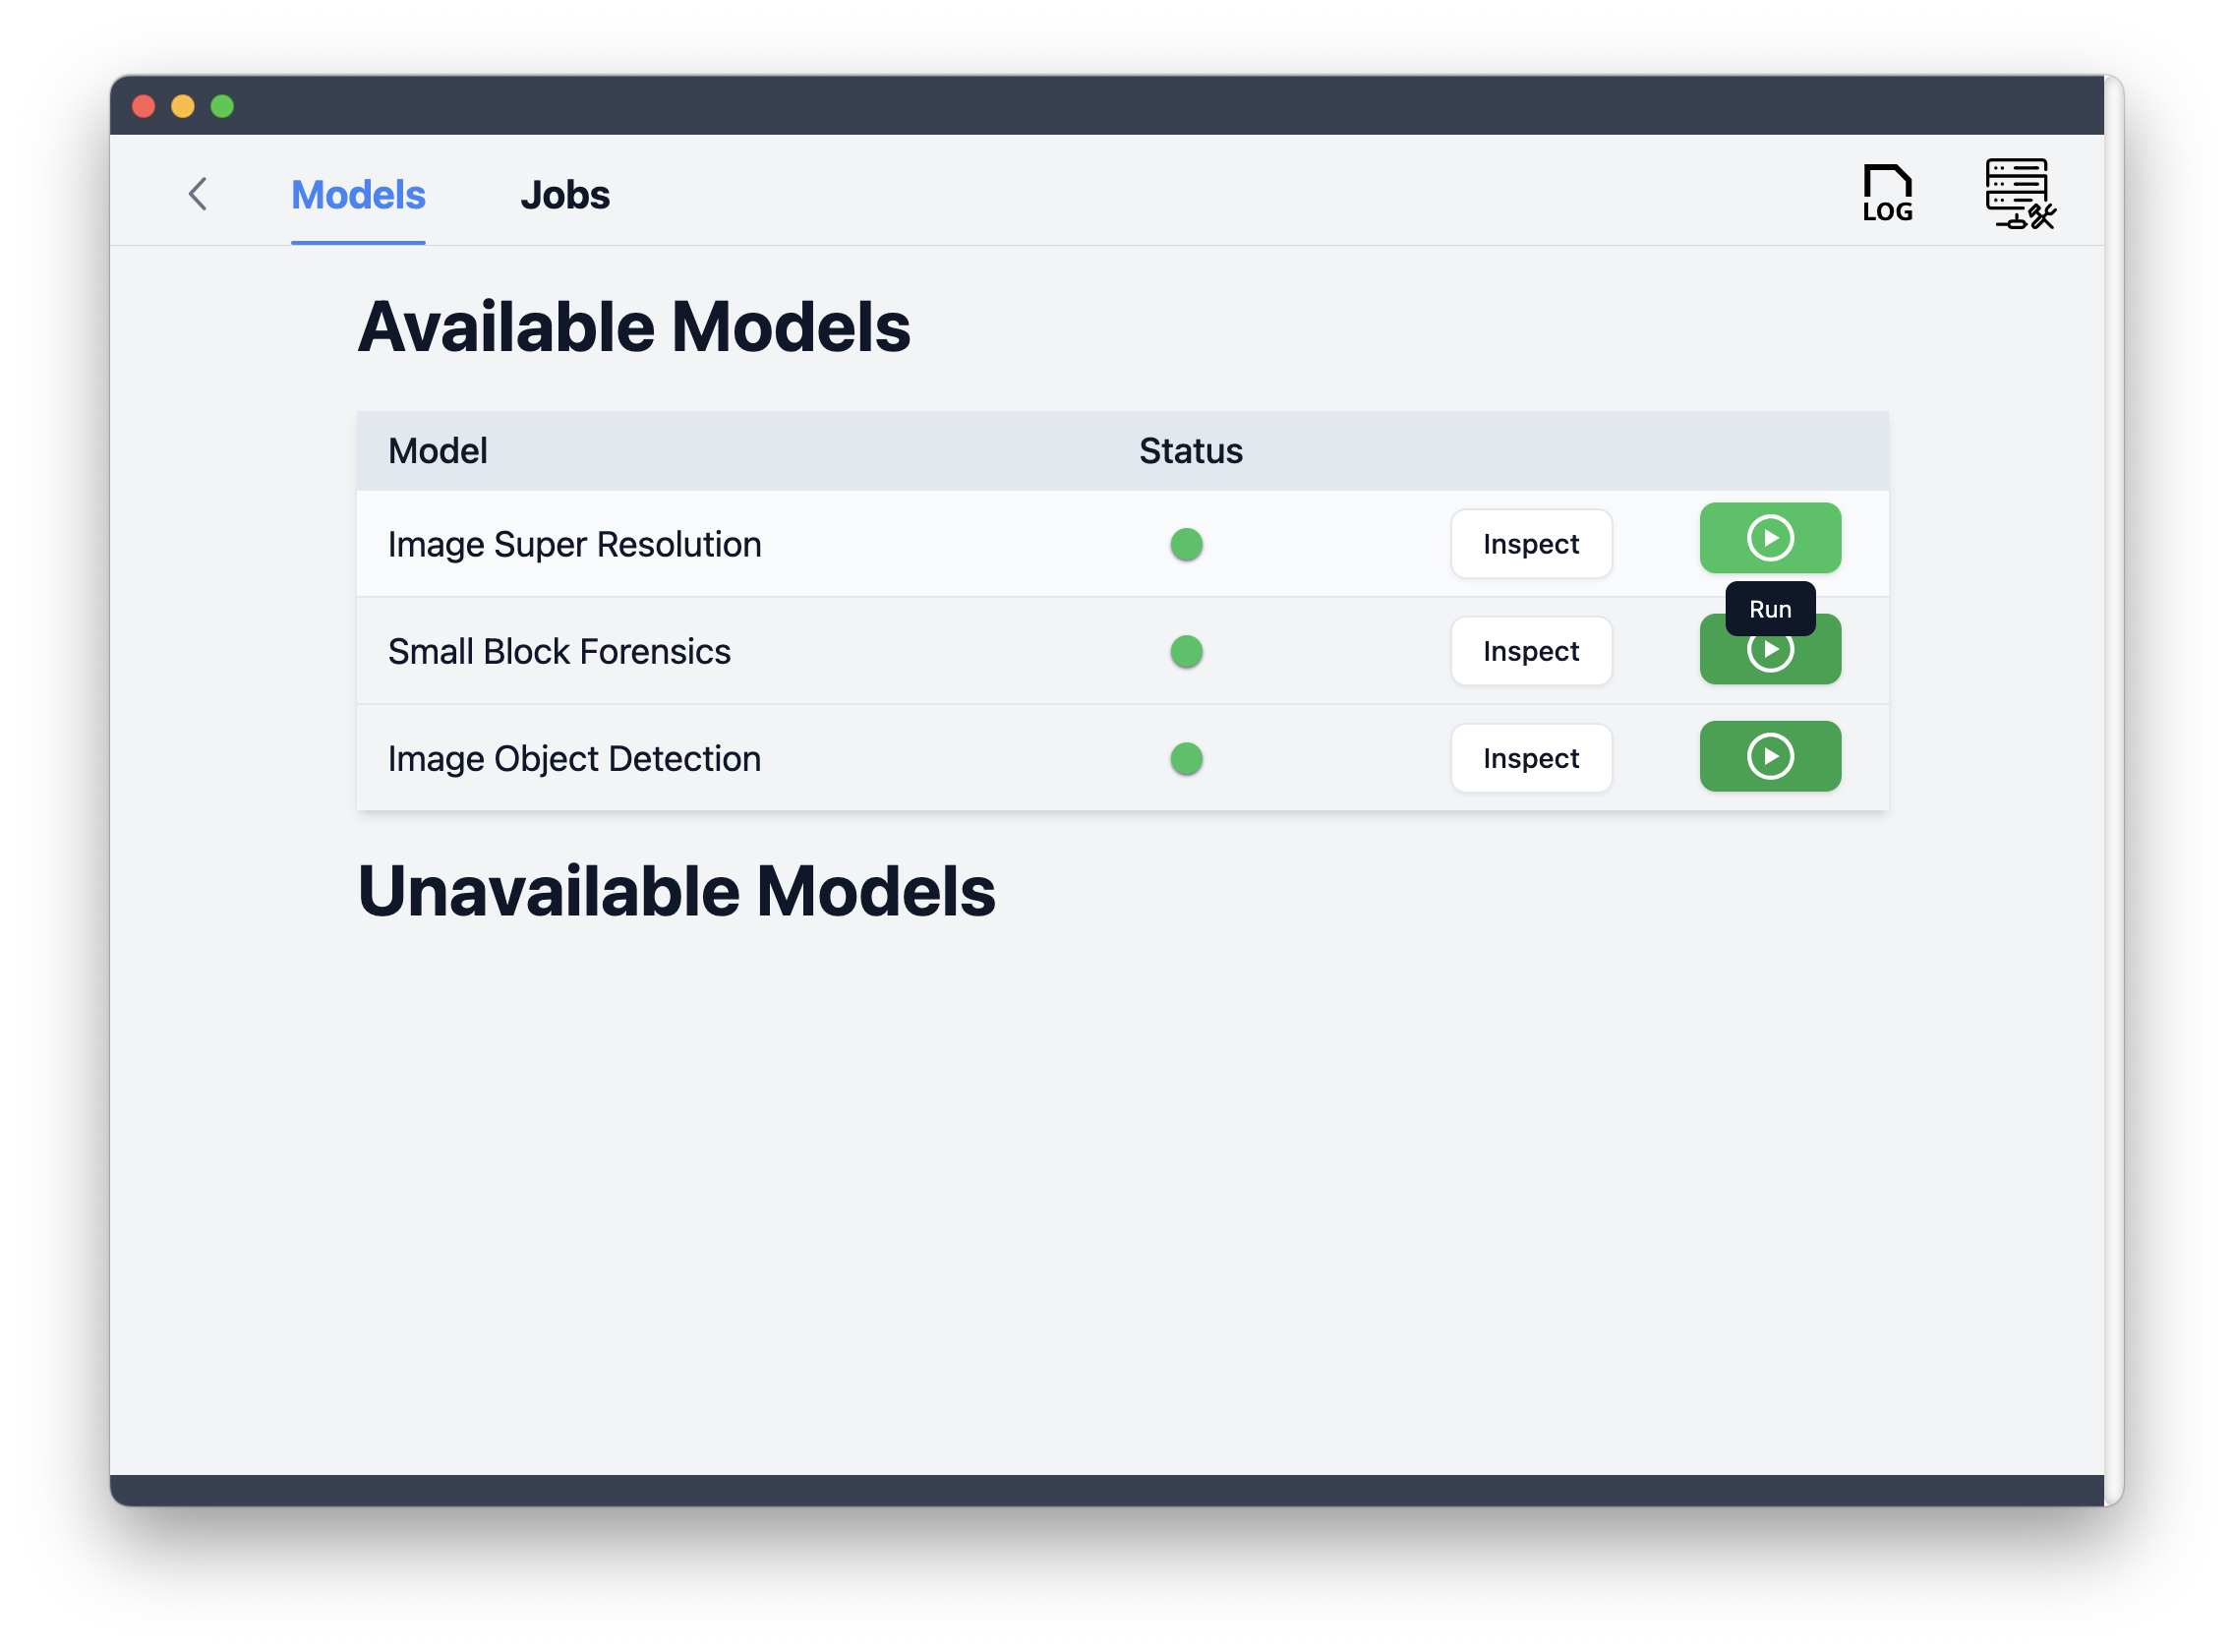 Models Jobs LOG
Available Models
Model Status
Image Super Resolution Inspect
Run
Small Block Forensics Inspect
Image Object Detection Inspect
Unavailable Models